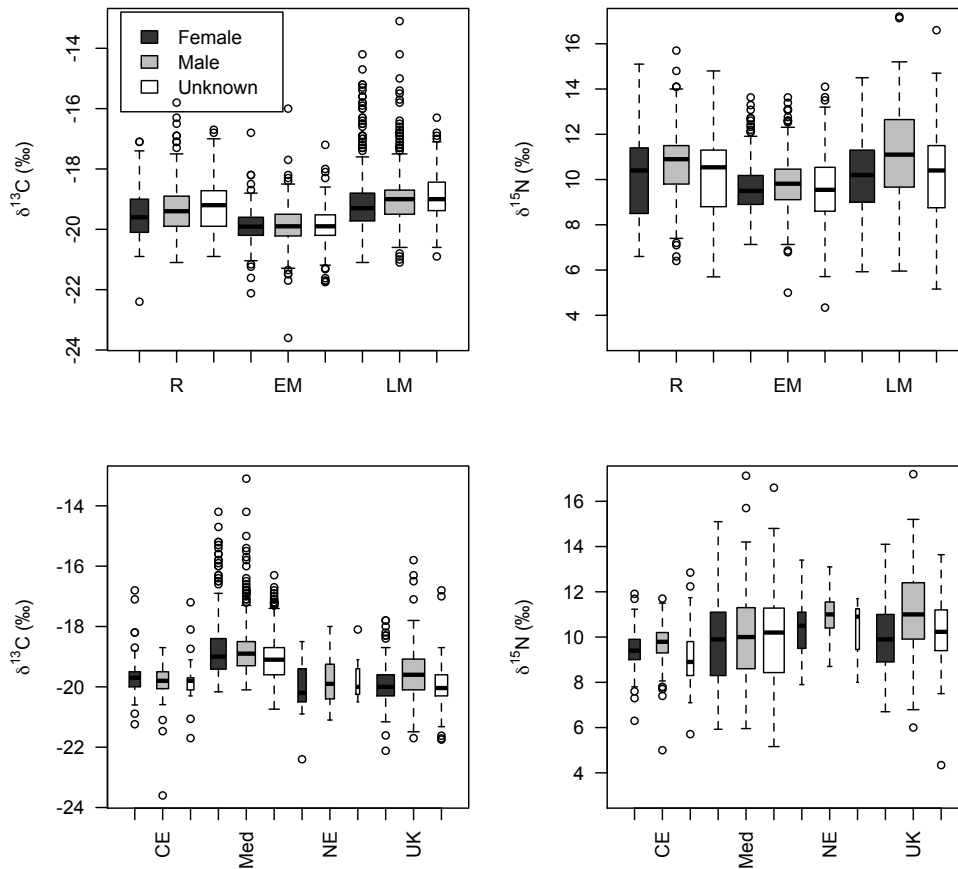 -14
-16
-18
-20
-22
-24
δ¹³C (‰)
Female
Male
Unknown
R
EM
LM
16
14
12
10
8
6
4
δ¹⁵N (‰)
R
EM
LM
-14
-16
-18
-20
-22
-24
δ¹³C (‰)
CE
Med
NE
UK
16
14
12
10
8
6
4
δ¹⁵N (‰)
CE
Med
NE
UK